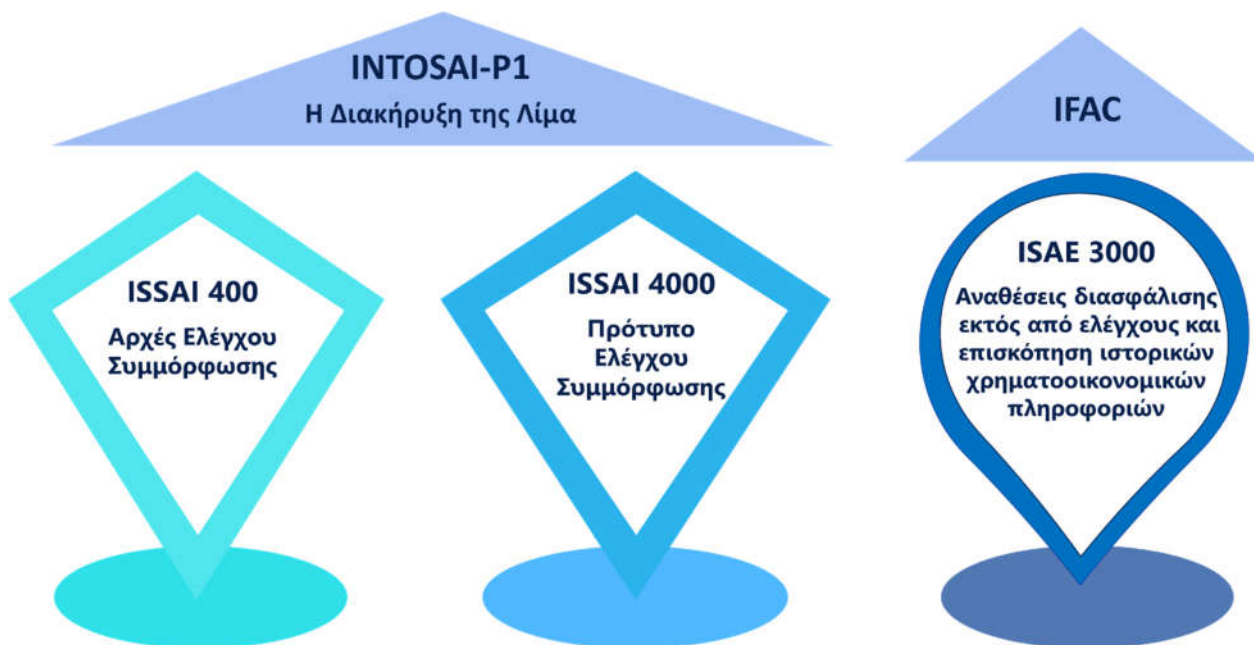 INTOSAI-P1
Η Διακήρυξη της Λίμα
IFAC
ISSAI 400
Αρχές Ελέγχου
Συμμόρφωσης
ISSAI 4000
Πρότυπο
Ελέγχου
Συμμόρφωσης
ISAE 3000
Αναθέσεις διασφάλισης
εκτός από ελέγχους και
επισκόπηση ιστορικών
χρηματοοικονομικών
πληροφοριών